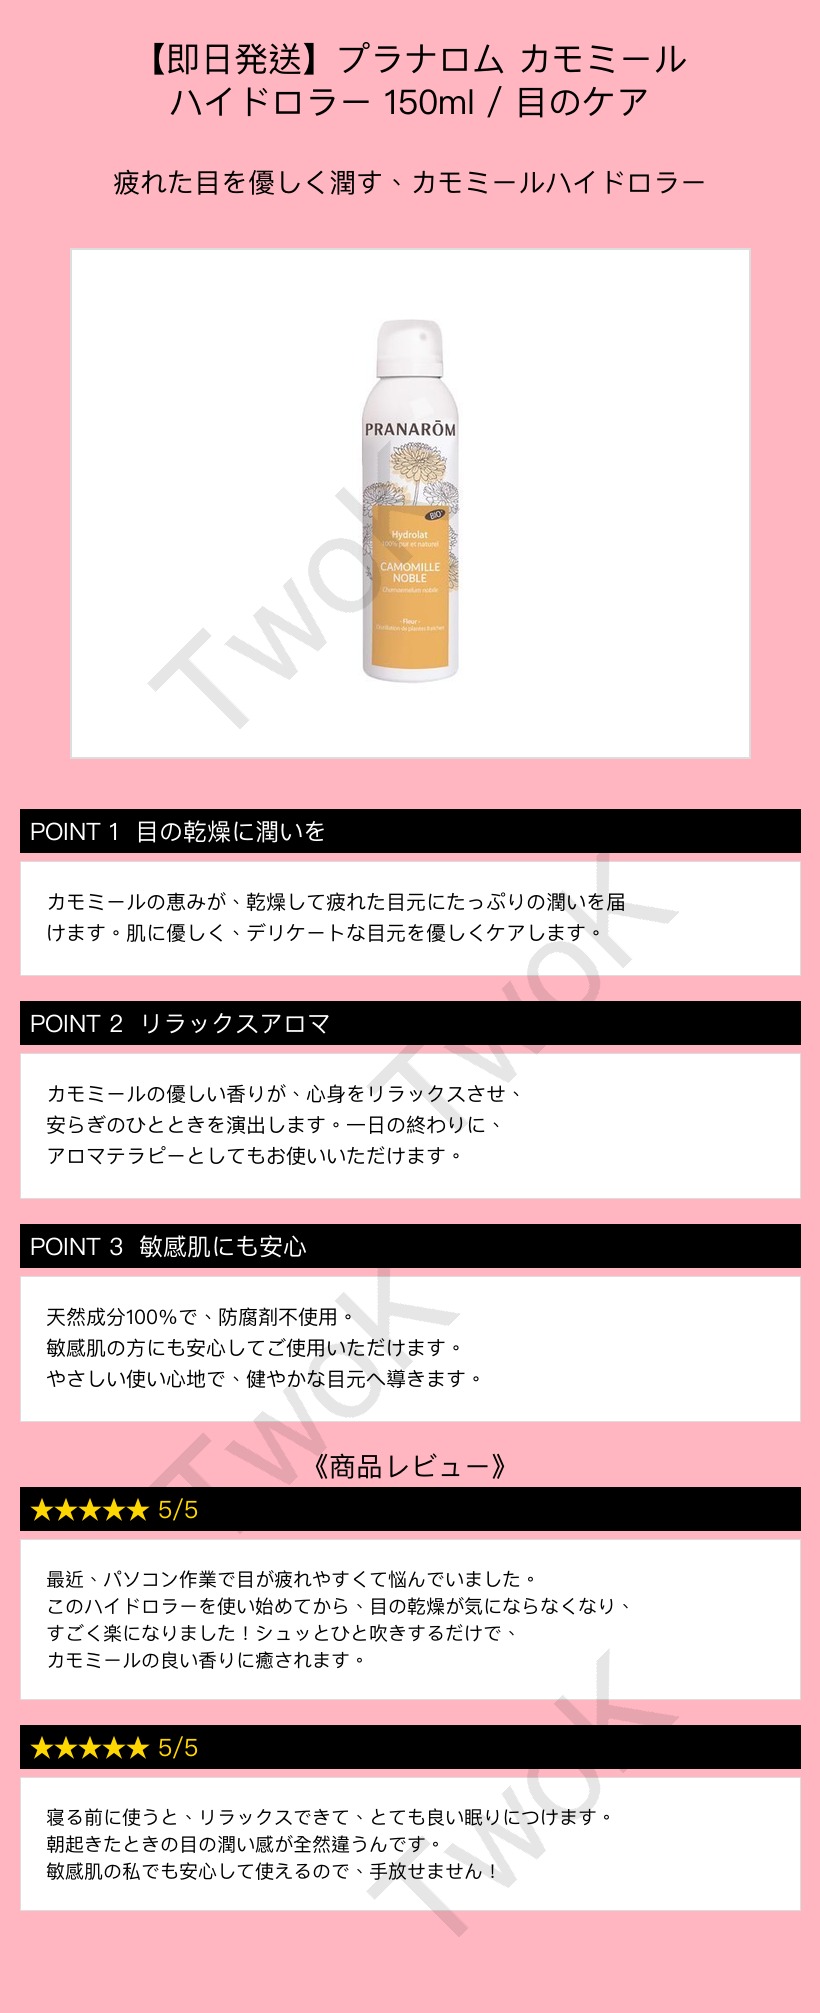 【即日発送】プラナロム カモミール
ハイドロラー 150ml / 目のケア
疲れた目を優しく潤す、カモミールハイドロラー
PRANARŌM
BIO
Hydrolat
100% pur et naturel
CAMOMILLE
NOBLE
Chamaemelum nobile
- Fleur -
Distillation de plantes fraîches
TwoK
POINT 1 目の乾燥に潤いを
カモミールの恵みが、乾燥して疲れた目元にたっぷりの潤いを届
けます。肌に優しく、デリケートな目元を優しくケアします。
TwoK
POINT 2 リラックスアロマ
カモミールの優しい香りが、心身をリラックスさせ、
安らぎのひとときを演出します。一日の終わりに、
アロマテラピーとしてもお使いいただけます。
POINT 3 敏感肌にも安心
天然成分100%で、防腐剤不使用。
敏感肌の方にも安心してご使用いただけます。
やさしい使い心地で、健やかな目元へ導きます。
TwoK
《商品レビュー》
★★★★★ 5/5
最近、パソコン作業で目が疲れやすくて悩んでいました。
このハイドロラーを使い始めてから、目の乾燥が気にならなくなり、
すごく楽になりました！シュッとひと吹きするだけで、
カモミールの良い香りに癒されます。
★★★★★ 5/5
寝る前に使うと、リラックスできて、とても良い眠りにつけます。
朝起きたときの目の潤い感が全然違うんです。
敏感肌の私でも安心して使えるので、手放せません！
TwoK